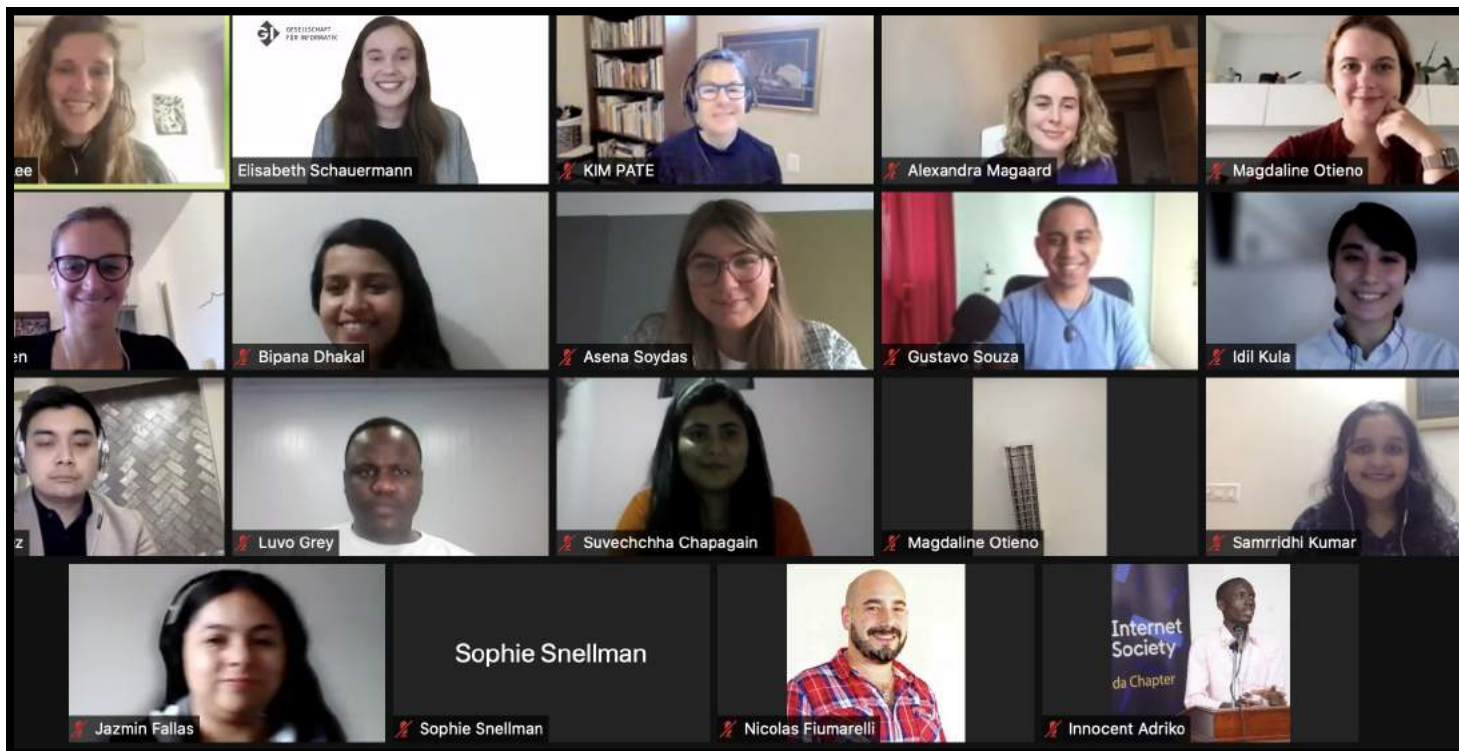 GI GESELLSCHAFT
FÜR INFORMATIK
ee
Elisabeth Schauermann
KIM PATE
Alexandra Magaard
Magdaline Otieno
en
Bipana Dhakal
Asena Soydas
Gustavo Souza
Idil Kula
z
Luvo Grey
Suvechchha Chapagain
Magdaline Otieno
Samrridhi Kumar
Jazmin Fallas
Sophie Snellman
Sophie Snellman
Nicolas Fiumarelli
Internet
Society
da Chapter
Innocent Adriko